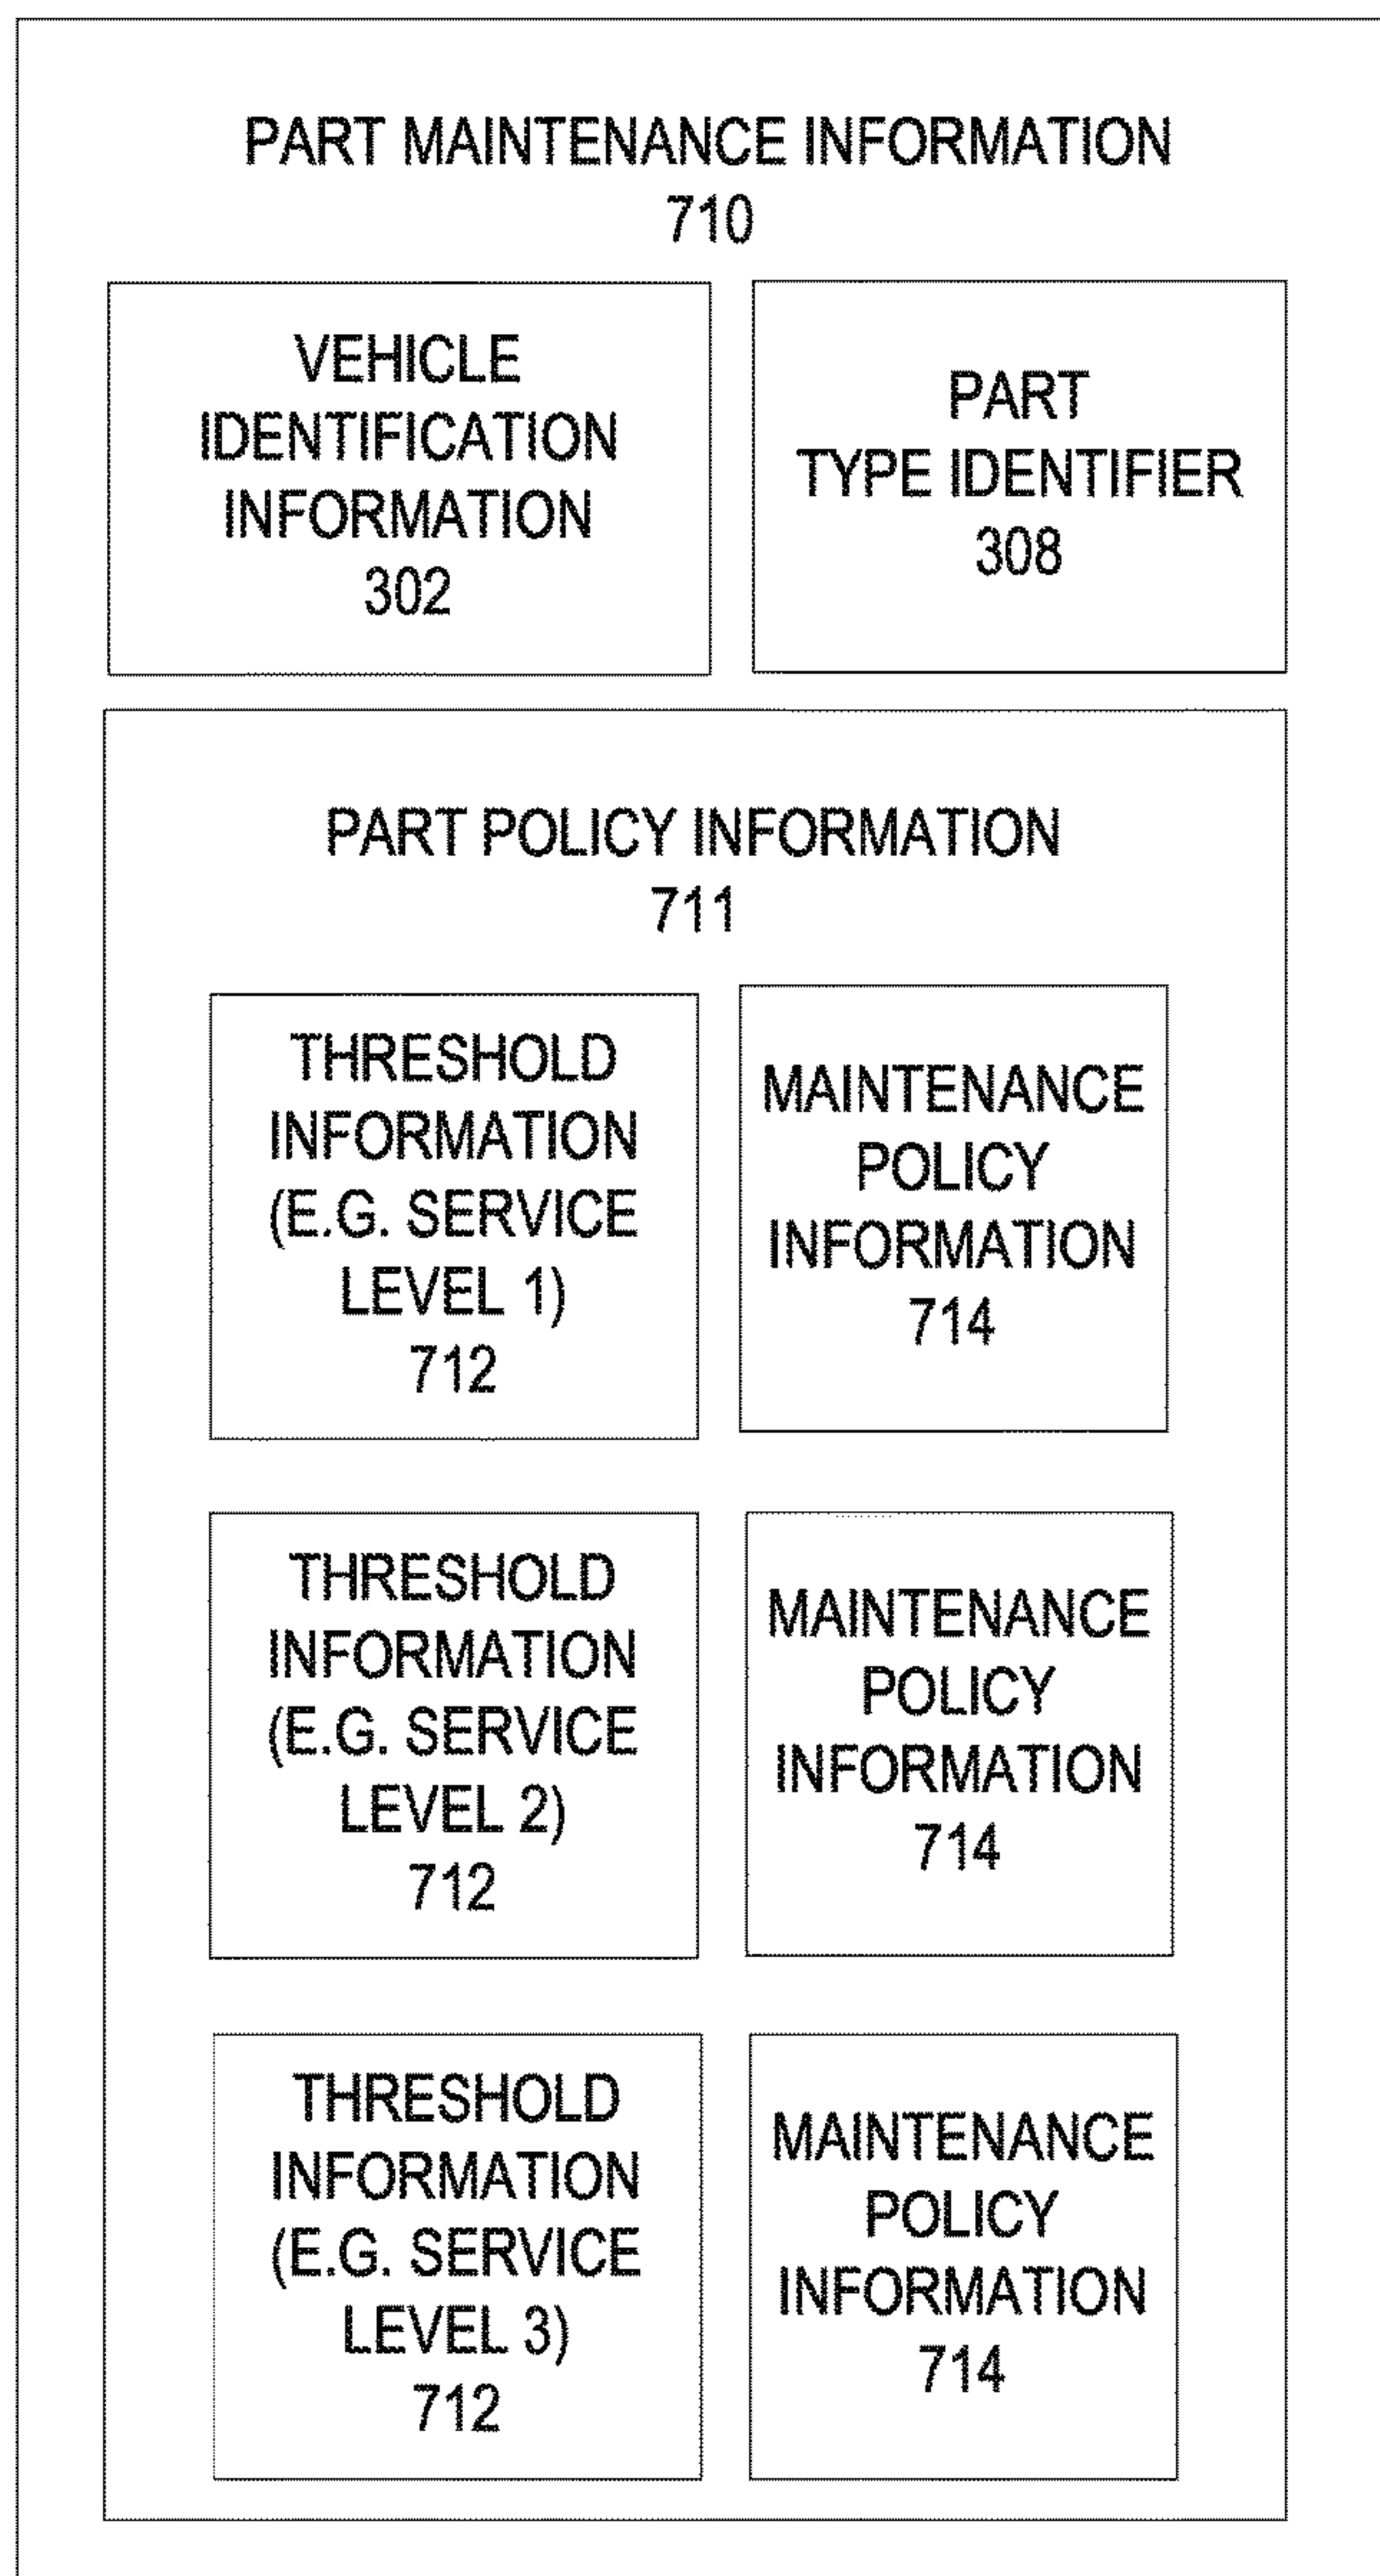 PART MAINTENANCE INFORMATION
710
VEHICLE
IDENTIFICATION
INFORMATION
302
PART
TYPE IDENTIFIER
308
PART POLICY INFORMATION
711
THRESHOLD
INFORMATION
(E.G. SERVICE
LEVEL 1)
712
MAINTENANCE
POLICY
INFORMATION
714
THRESHOLD
INFORMATION
(E.G. SERVICE
LEVEL 2)
712
MAINTENANCE
POLICY
INFORMATION
714
THRESHOLD
INFORMATION
(E.G. SERVICE
LEVEL 3)
712
MAINTENANCE
POLICY
INFORMATION
714